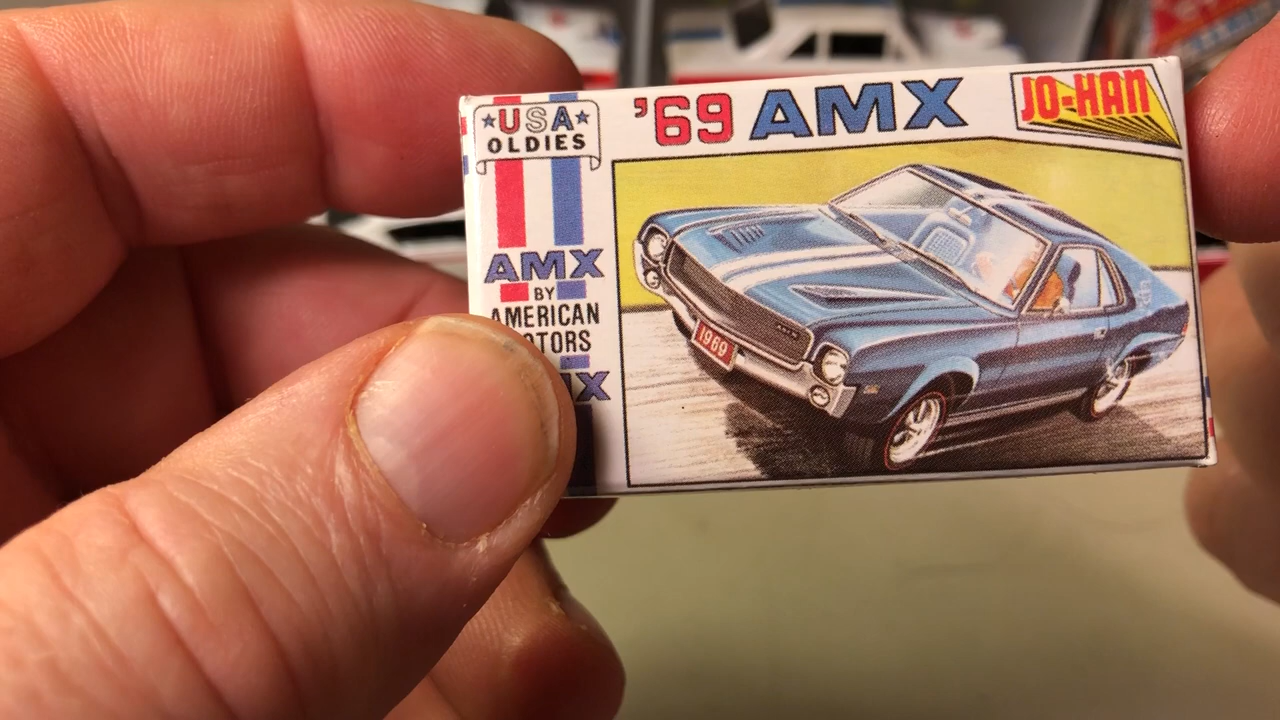 USA
OLDIES
'69 AMX
JO-HAN
AMX
BY
AMERICAN
1969